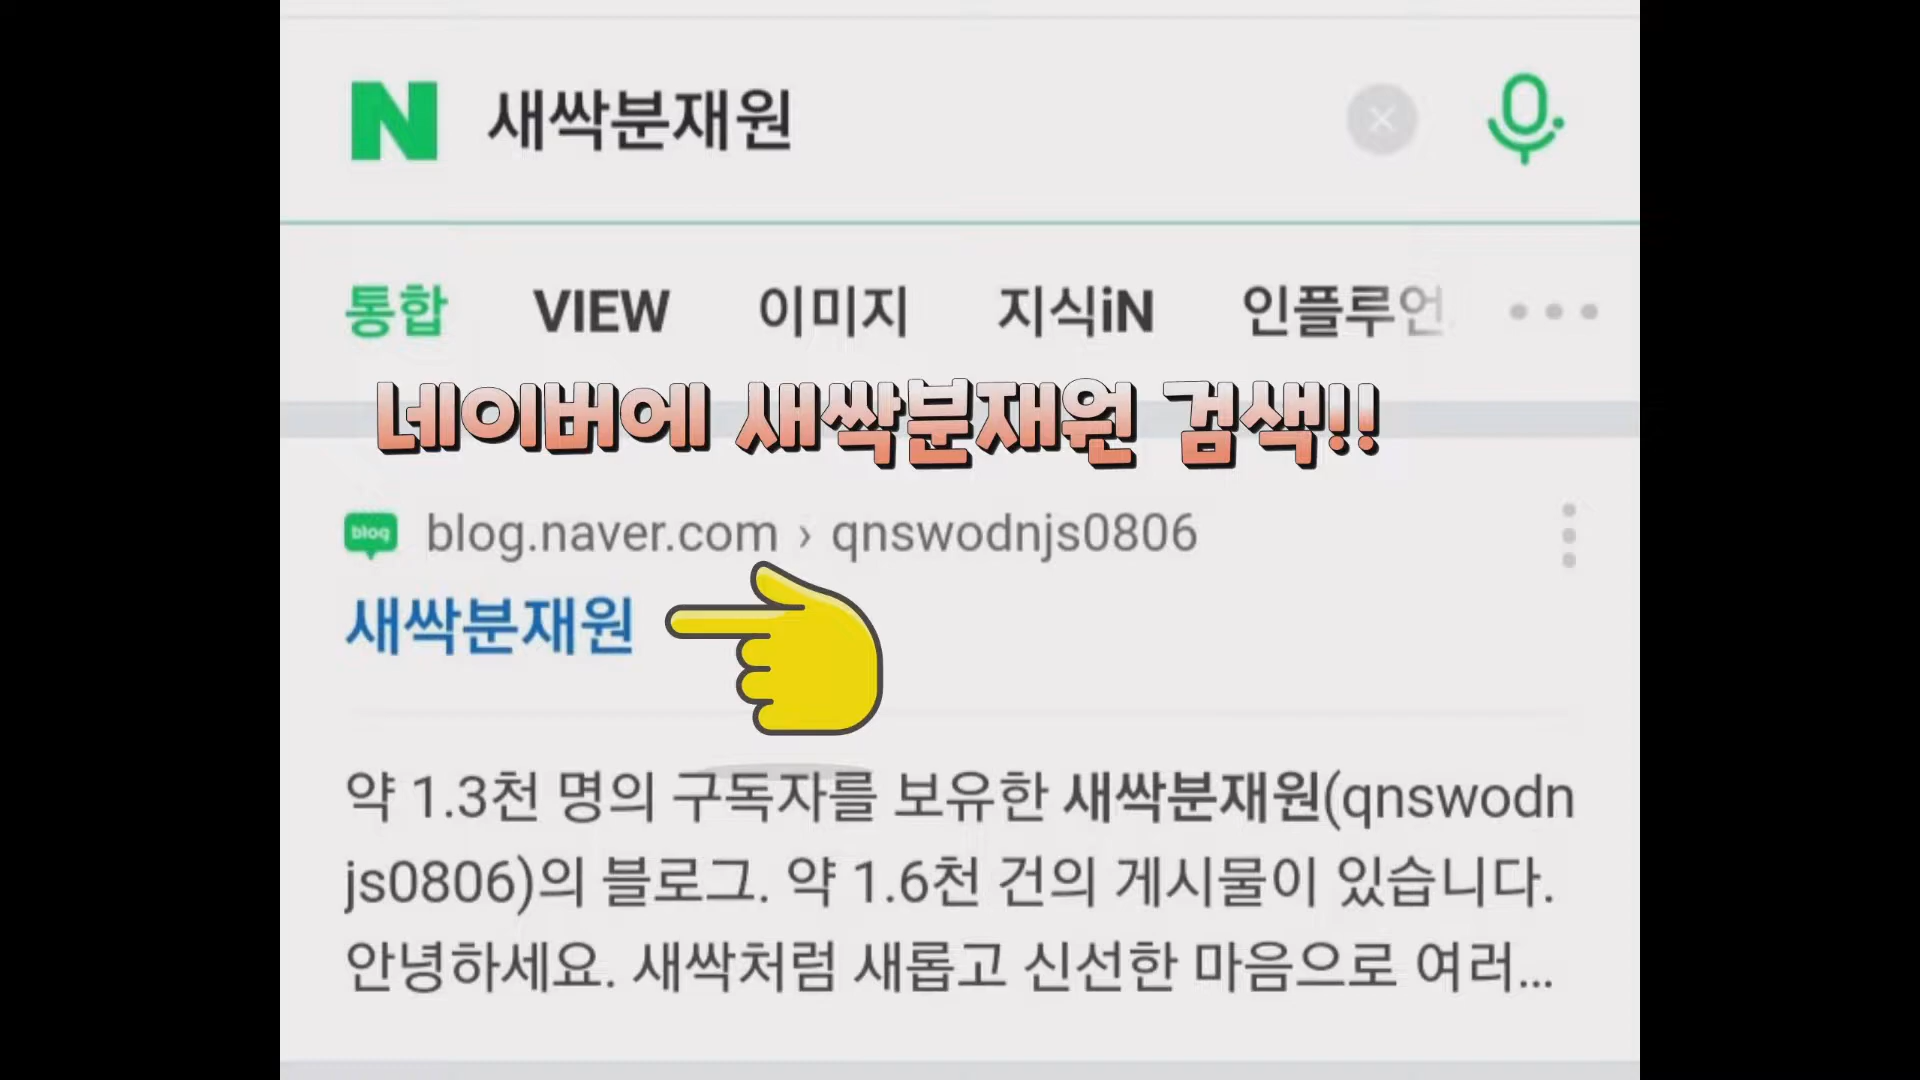 N 새싹분재원
통합 VIEW 이미지 지식iN 인플루언
네이버에 새싹분재원 검색!!
blog blog.naver.com › qnswodnjs0806
새싹분재원
약 1.3천 명의 구독자를 보유한 새싹분재원(qnswodn
js0806)의 블로그. 약 1.6천 건의 게시물이 있습니다.
안녕하세요. 새싹처럼 새롭고 신선한 마음으로 여러...